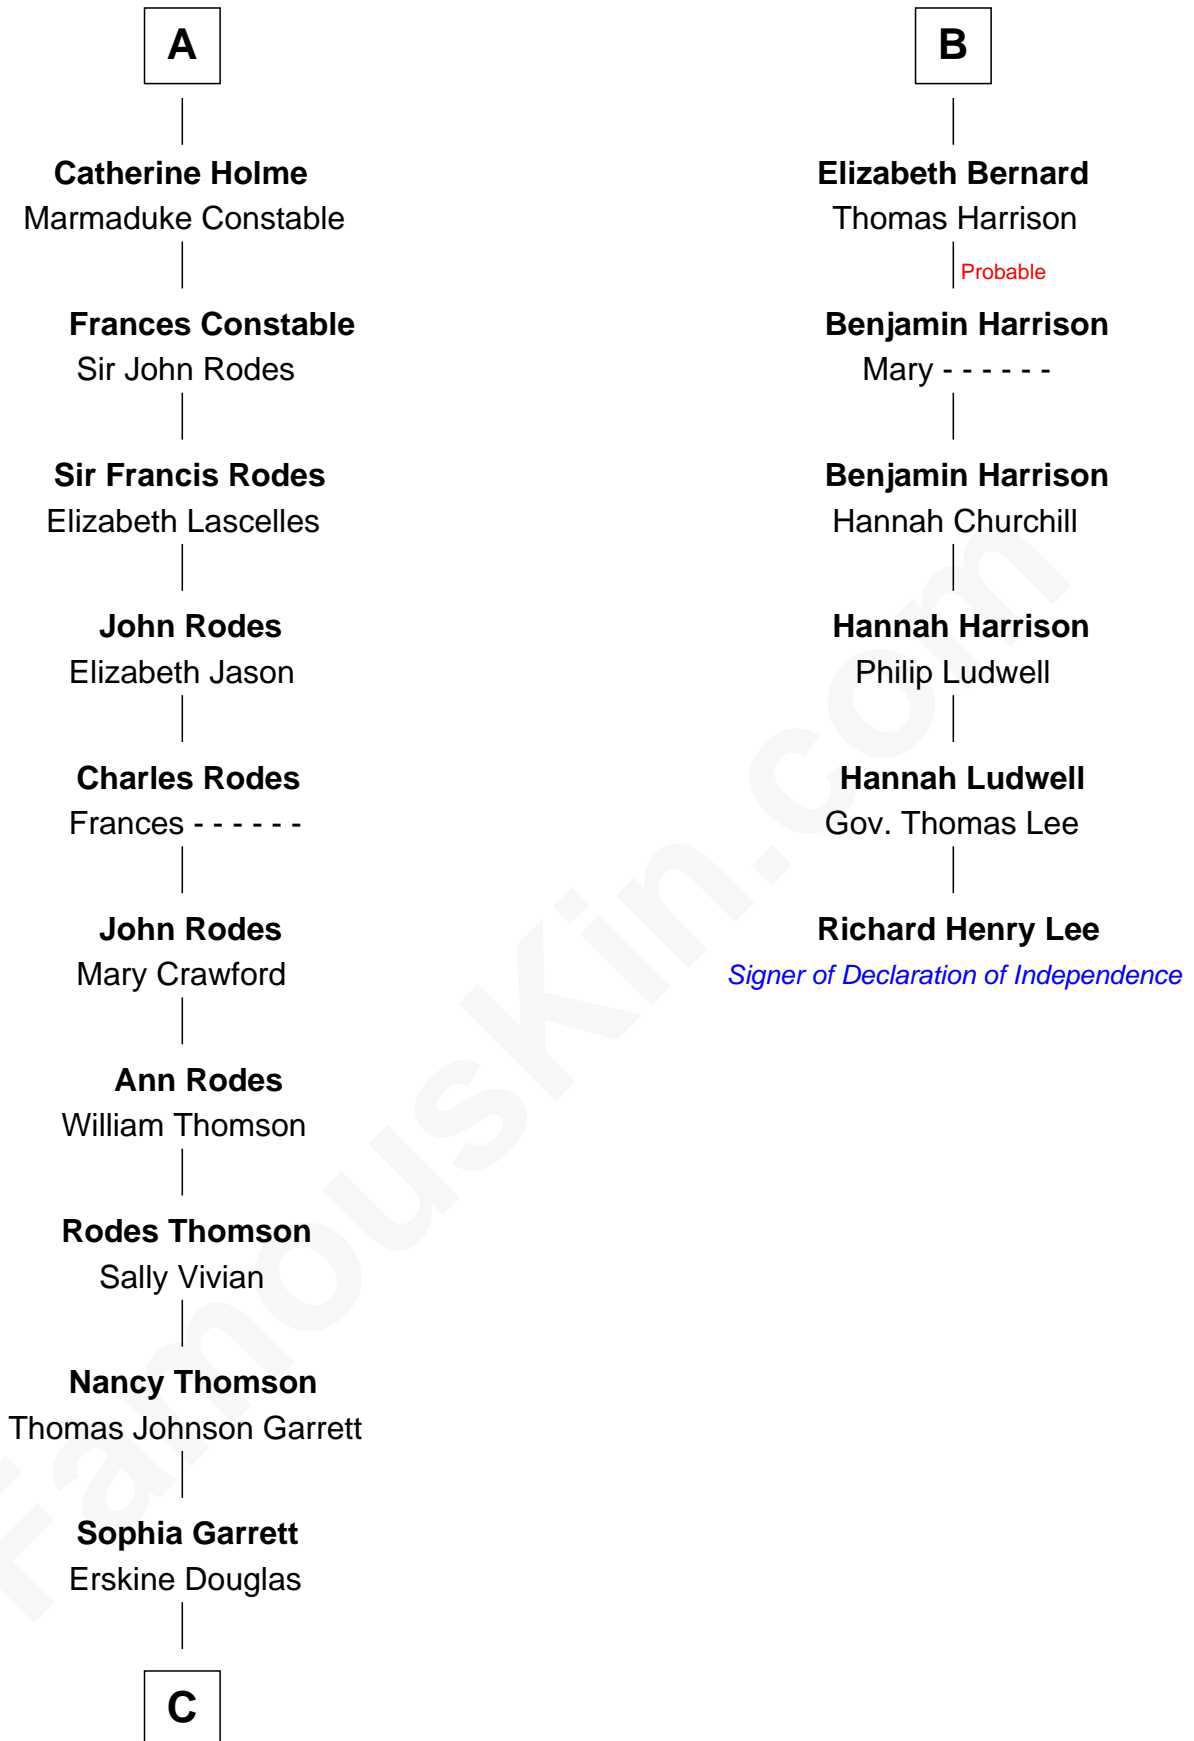 A
Catherine Holme
Marmaduke Constable
Frances Constable
Sir John Rodes
Sir Francis Rodes
Elizabeth Lascelles
John Rodes
Elizabeth Jason
Charles Rodes
Frances - - - - - -
John Rodes
Mary Crawford
Ann Rodes
William Thomson
Rodes Thomson
Sally Vivian
Nancy Thomson
Thomas Johnson Garrett
Sophia Garrett
Erskine Douglas
C
B
Elizabeth Bernard
Thomas Harrison
Probable
Benjamin Harrison
Mary - - - - - -
Benjamin Harrison
Hannah Churchill
Hannah Harrison
Philip Ludwell
Hannah Ludwell
Gov. Thomas Lee
Richard Henry Lee
Signer of Declaration of Independence
FamousKin.com